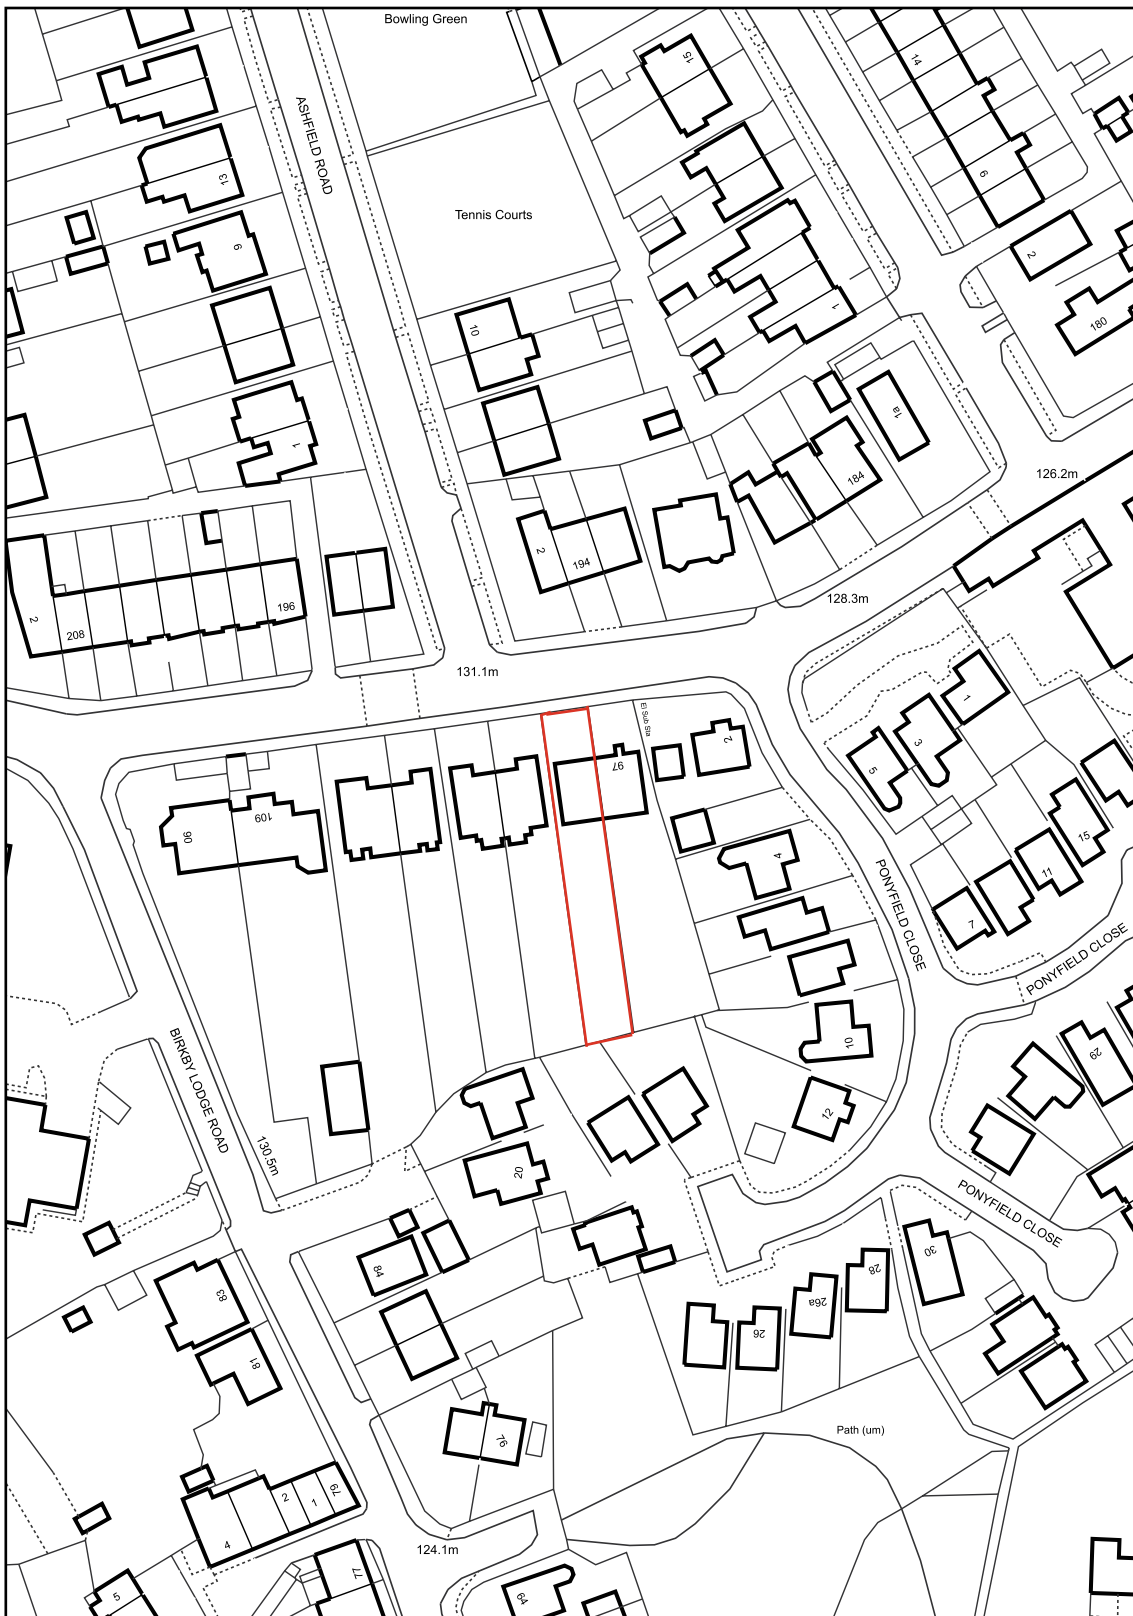 Bowling Green
15
14
ASHFIELD ROAD
13
6
Tennis Courts
9
2
1
180
10
1a
1
184
126.2m
2
194
128.3m
2
208
196
131.1m
El Sub Sta
1
97
2
3
5
109
90
15
4
11
PONYFIELD CLOSE
7
PONYFIELD CLOSE
BIRKBY LODGE ROAD
10
29
12
130.5m
20
PONYFIELD CLOSE
84
30
28
83
26a
26
81
76
Path (um)
79
2
1
4
124.1m
77
5
64